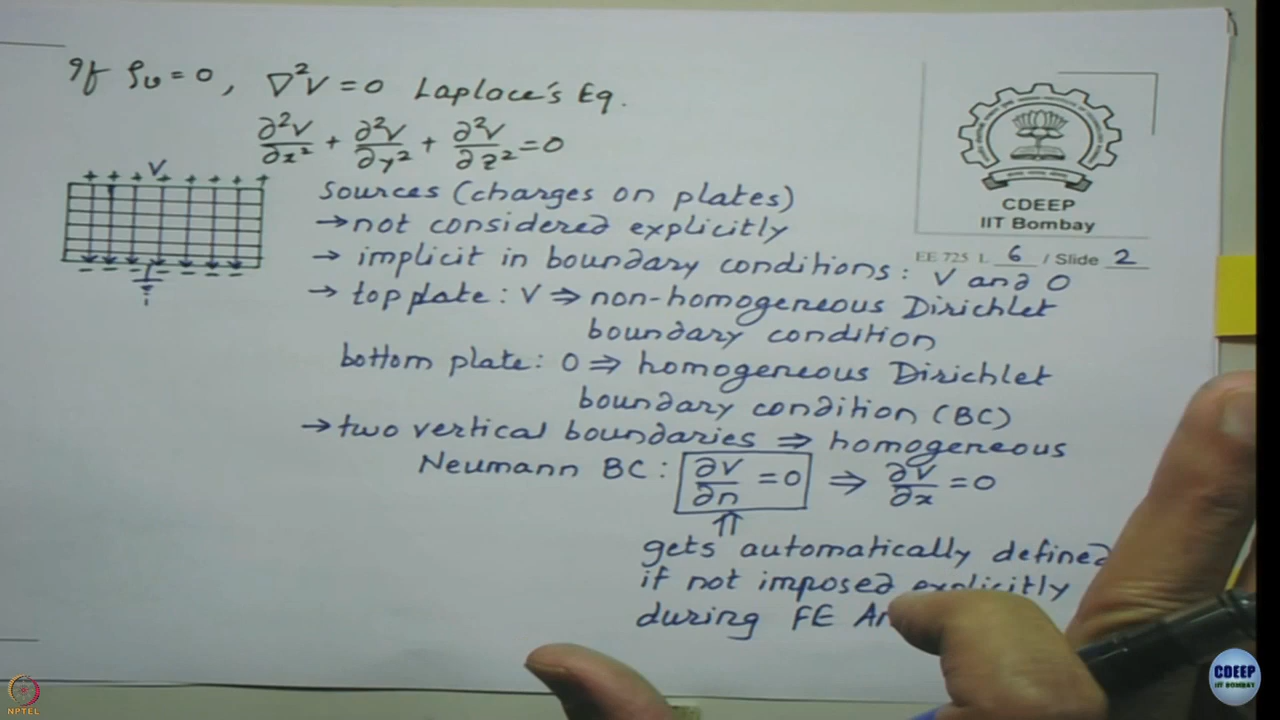 If ρv = 0, ∇²V = 0 Laplace's Eq.
∂²V/∂x² + ∂²V/∂y² + ∂²V/∂z² = 0
+ + + V + + + + +
- - - - - - -
Sources (charges on plates)
→ not considered explicitly
→ implicit in boundary conditions: V and 0
→ top plate: V ⇒ non-homogeneous Dirichlet
boundary condition
bottom plate: 0 ⇒ homogeneous Dirichlet
boundary condition (BC)
→ two vertical boundaries ⇒ homogeneous
Neumann BC: ∂V/∂n = 0 ⇒ ∂V/∂x = 0
⇑
gets automatically defined
if not imposed explicitly
during FE
CDEEP
IIT Bombay
EE 725 L 6 / Slide 2
NPTEL
CDEEP
IIT BOMBAY